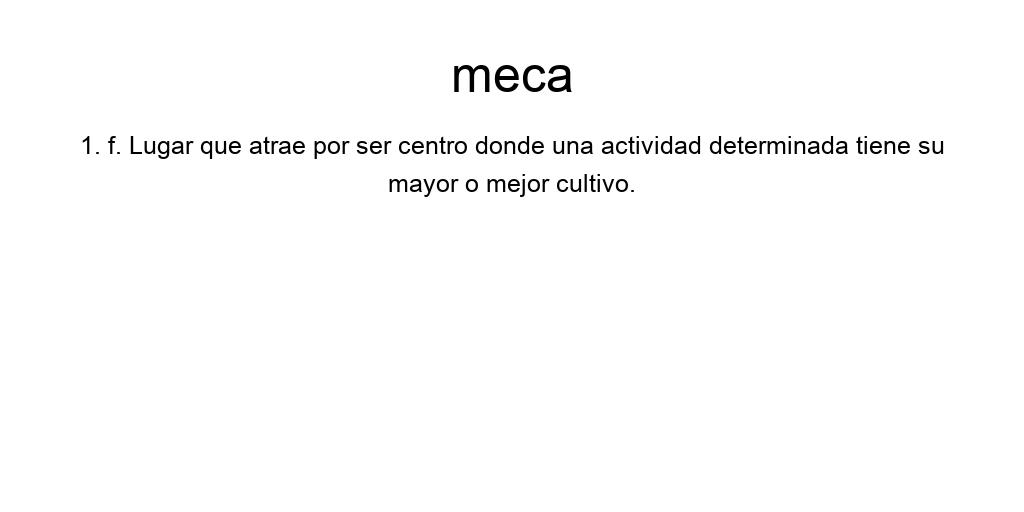 meca
1. f. Lugar que atrae por ser centro donde una actividad determinada tiene su
mayor o mejor cultivo.